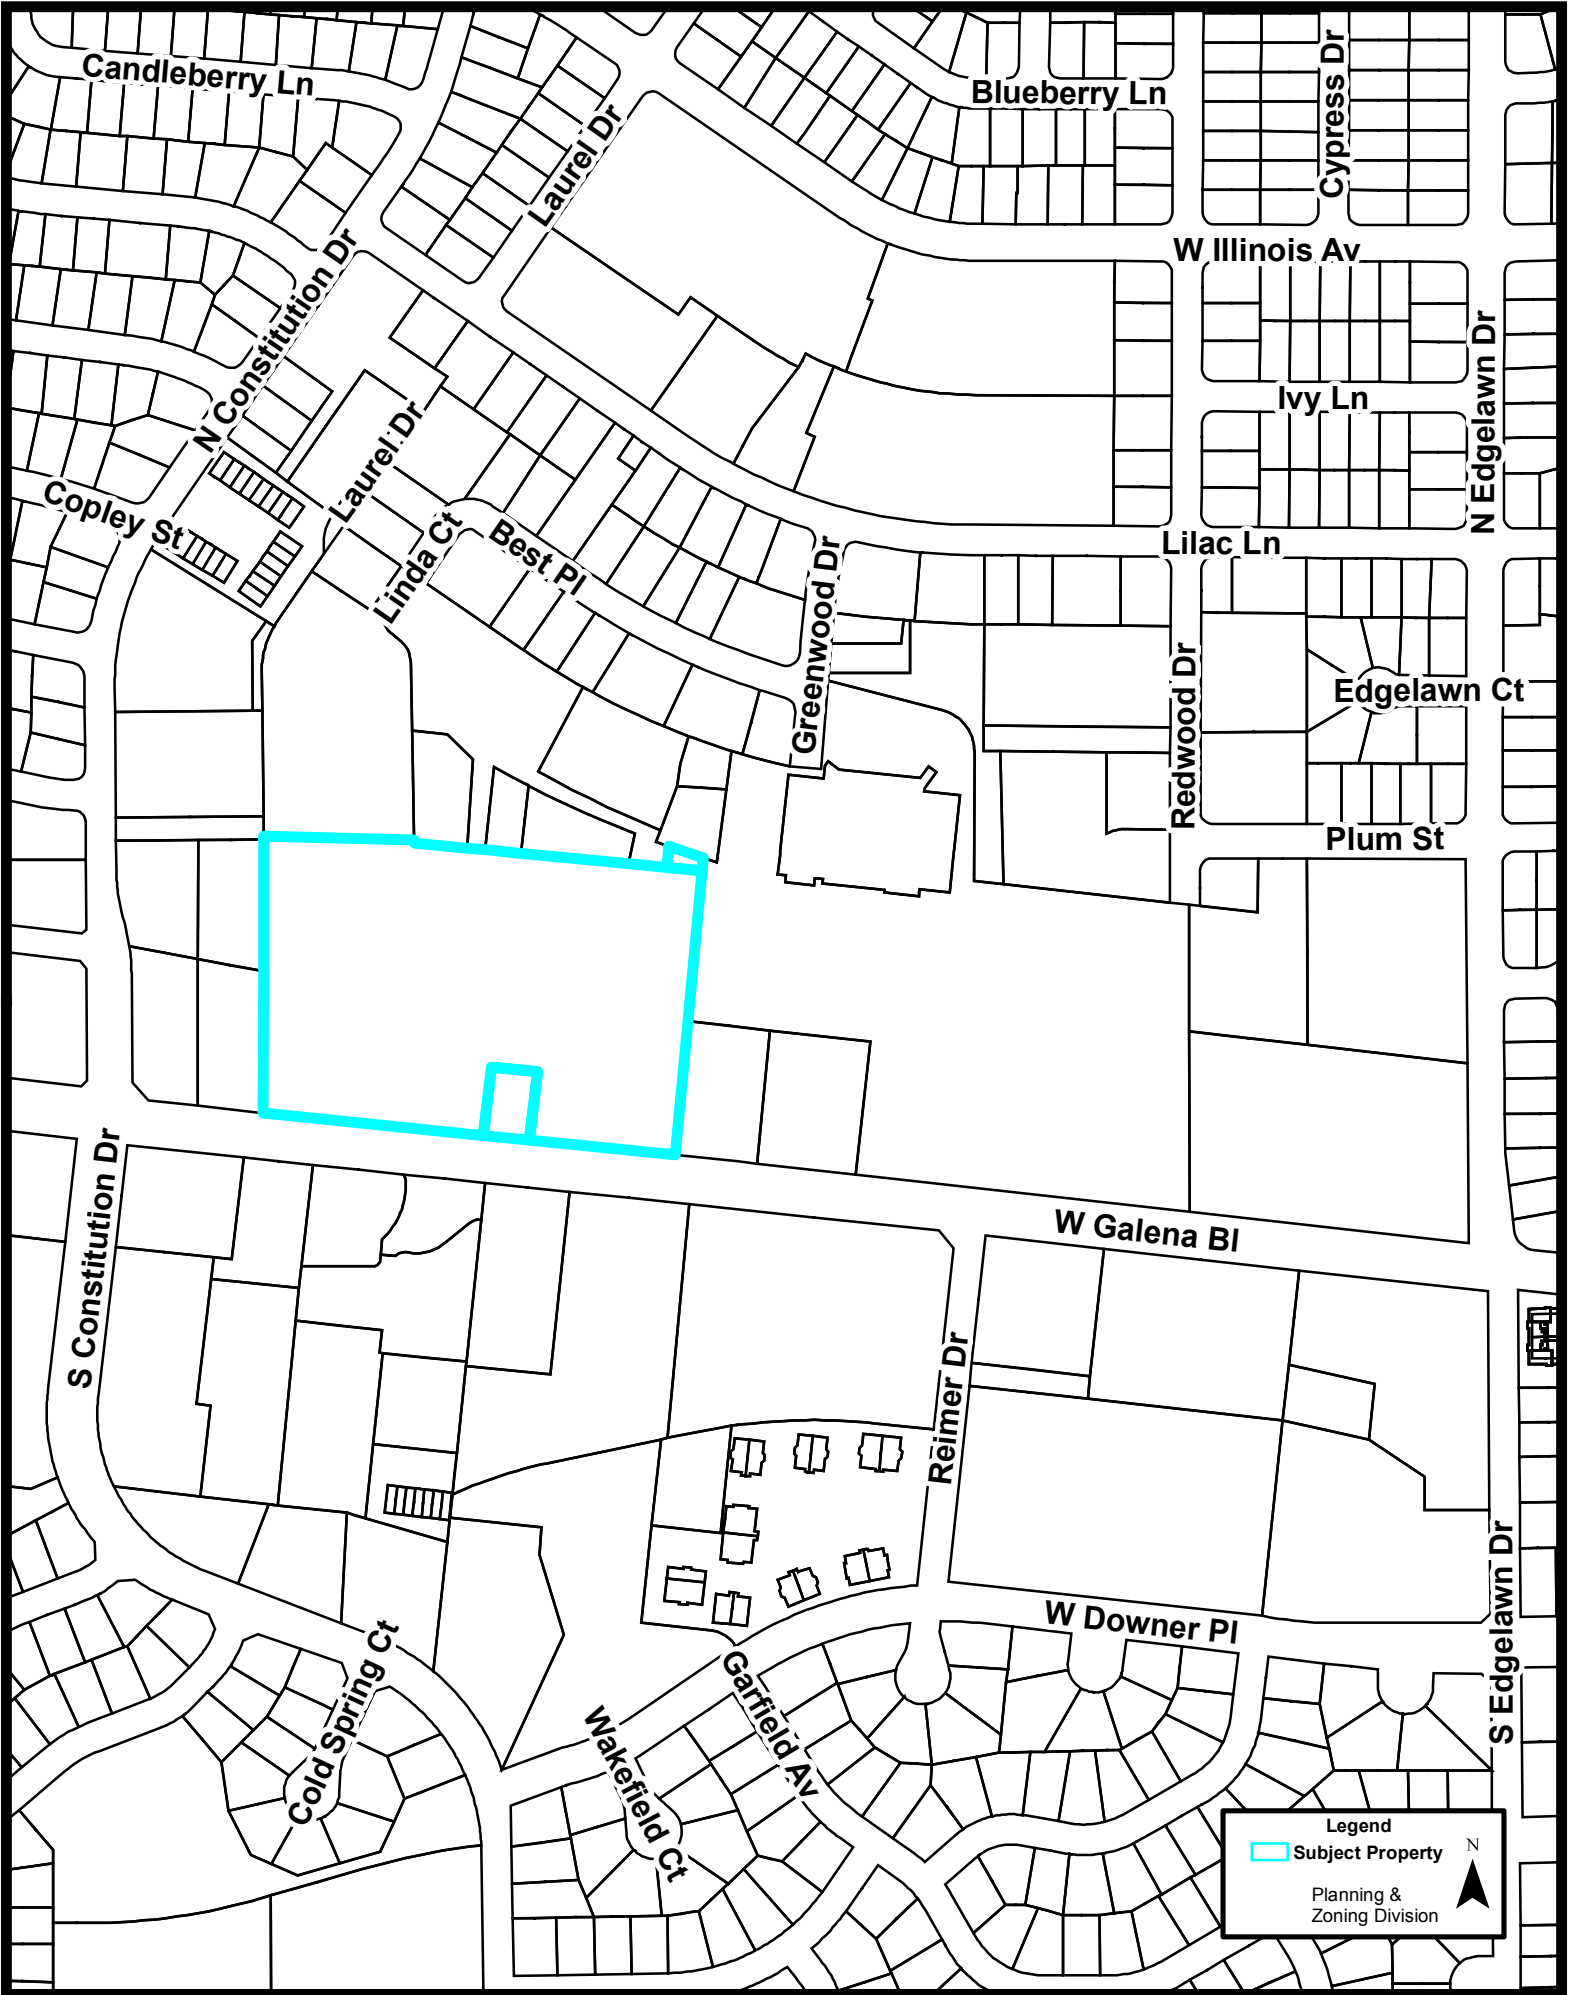 Candleberry Ln
Blueberry Ln
Cypress Dr
Laurel Dr
W Illinois Av
N Constitution Dr
N Edgelawn Dr
Ivy Ln
Laurel Dr
Copley St
Linda Ct
Best Pl
Lilac Ln
Greenwood Dr
Redwood Dr
Edgelawn Ct
Plum St
S Constitution Dr
W Galena Bl
Reimer Dr
S Edgelawn Dr
W Downer Pl
Cold Spring Ct
Garfield Av
Wakefield Ct
Legend
Subject Property
N
Planning &
Zoning Division